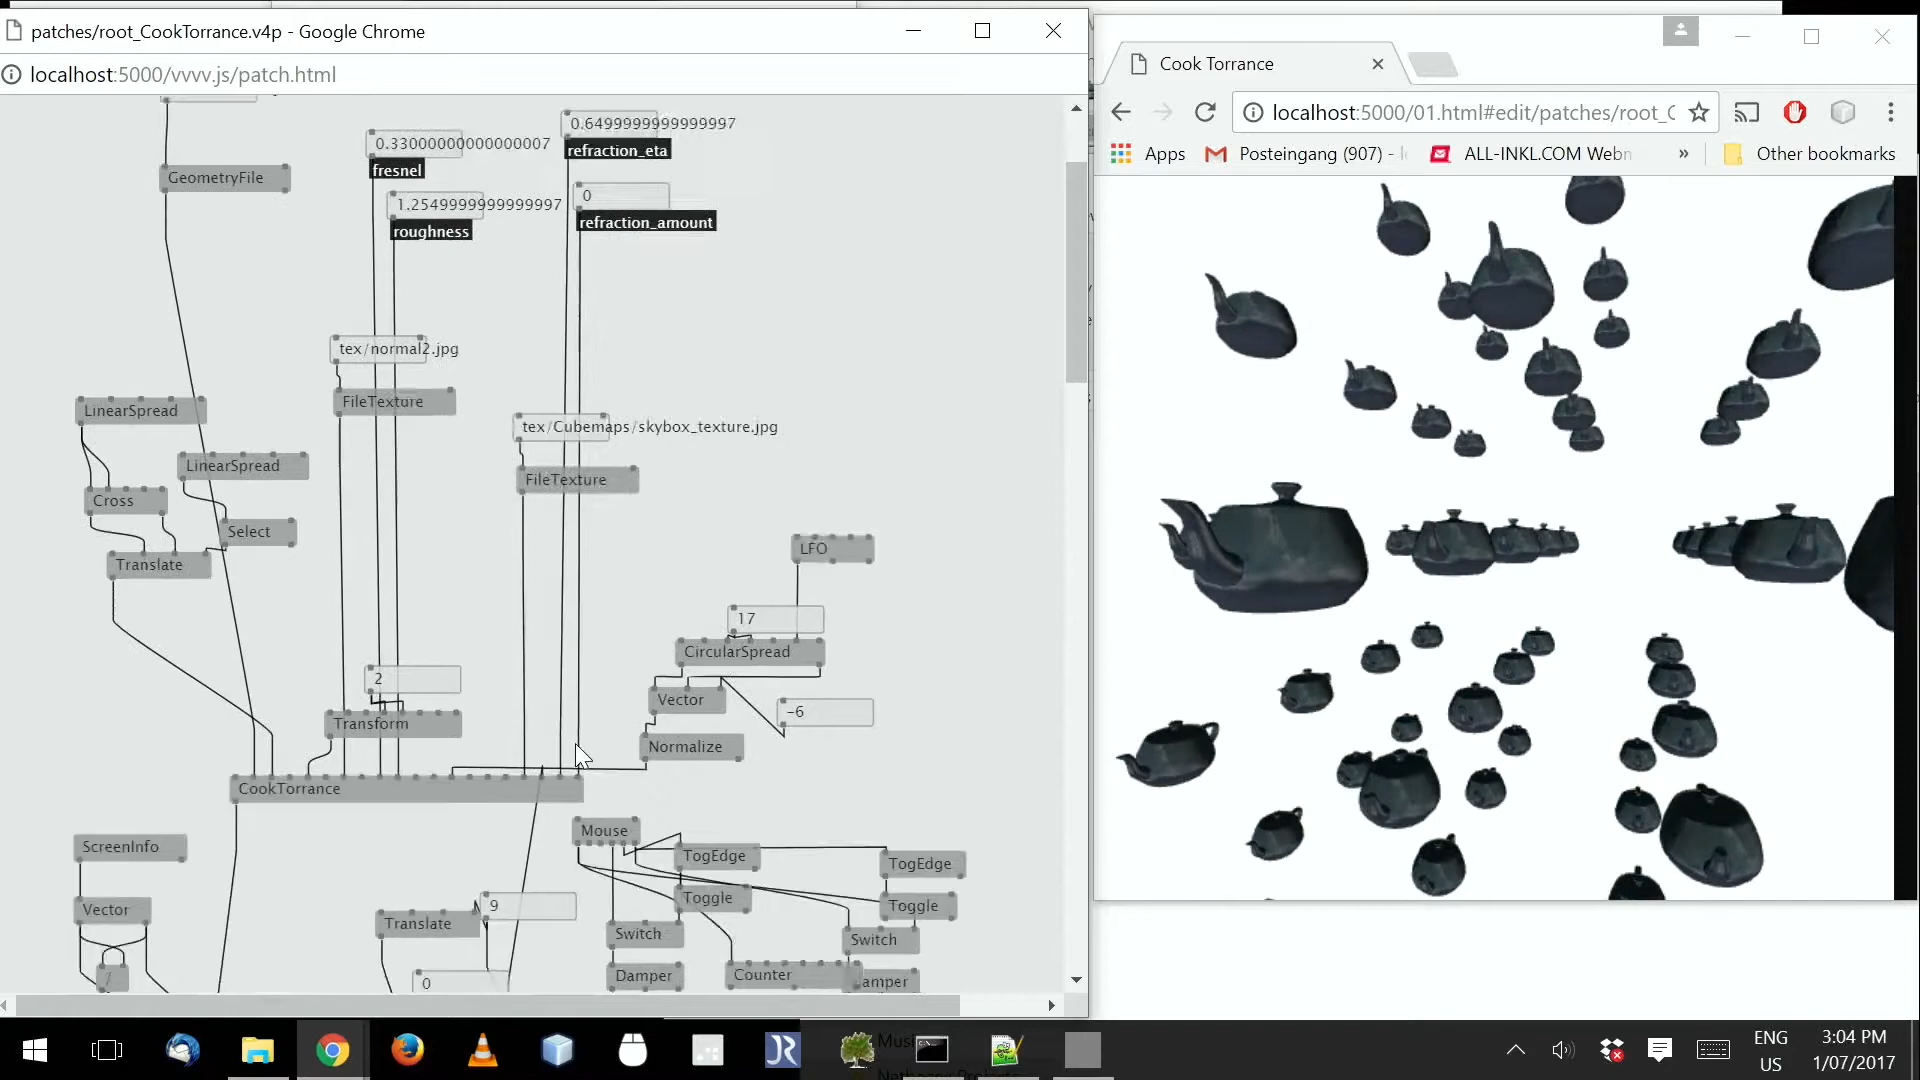 patches/root_CookTorrance.v4p - Google Chrome
localhost:5000/vvvv.js/patch.html
GeometryFile
0.33000000000000007
fresnel
1.2549999999999997
roughness
0.6499999999999997
refraction_eta
0
refraction_amount
tex/normal2.jpg
FileTexture
tex/Cubemaps/skybox_texture.jpg
FileTexture
LinearSpread
LinearSpread
Cross
Select
Translate
LFO
17
CircularSpread
Vector
-6
Normalize
2
Transform
CookTorrance
ScreenInfo
Vector
/
Translate
9
0
Mouse
TogEdge
Toggle
Switch
Damper
Counter
TogEdge
Toggle
Switch
amper
Cook Torrance
localhost:5000/01.html#edit/patches/root_C
Apps
Posteingang (907) -
ALL-INKL.COM Webm
»
Other bookmarks
ENG
US
3:04 PM
1/07/2017